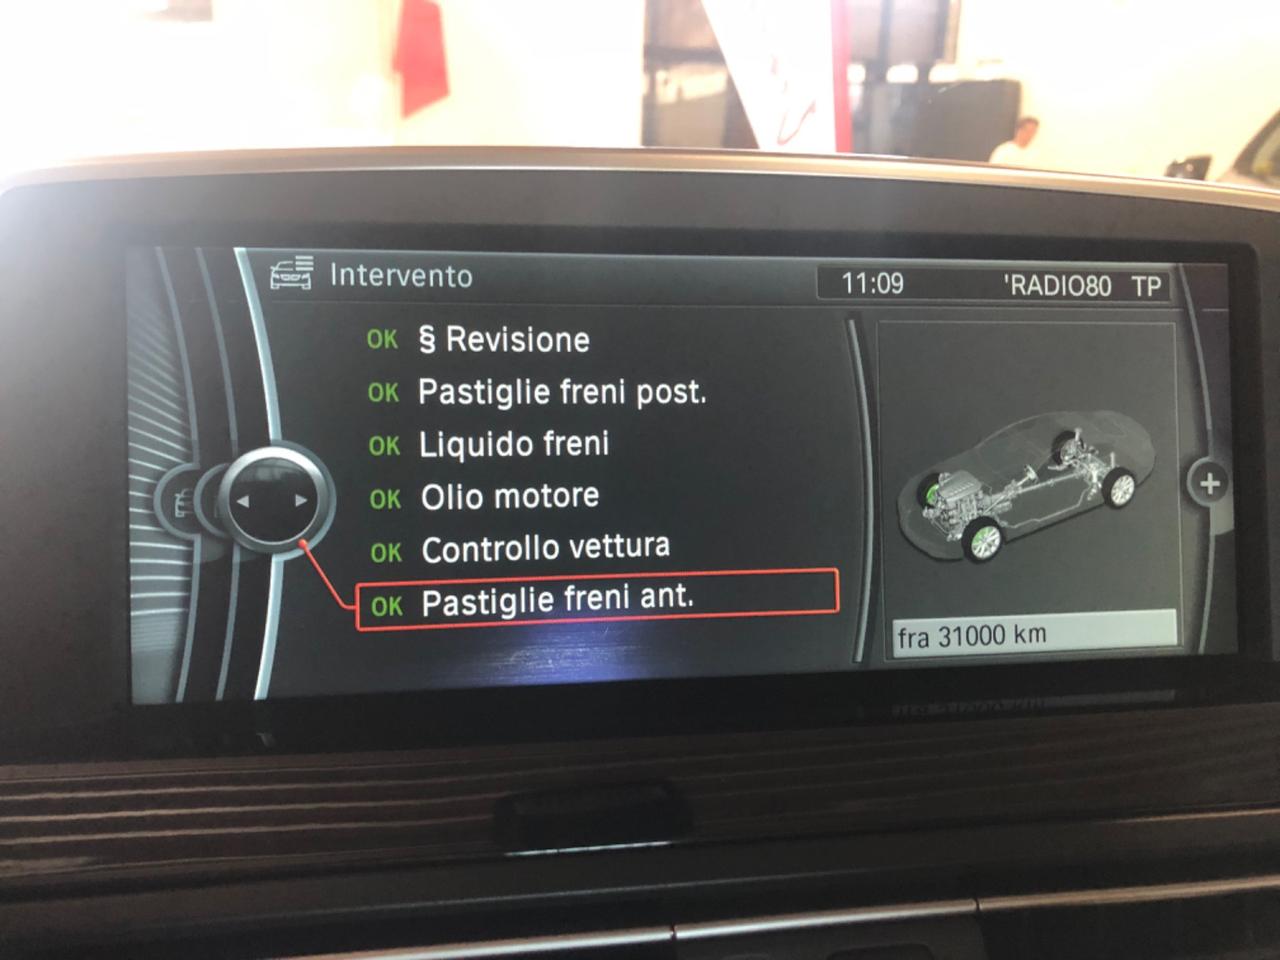 Intervento
11:09 'RADIO80 TP
OK § Revisione
OK Pastiglie freni post.
OK Liquido freni
OK Olio motore
OK Controllo vettura
OK Pastiglie freni ant.
fra 31000 km